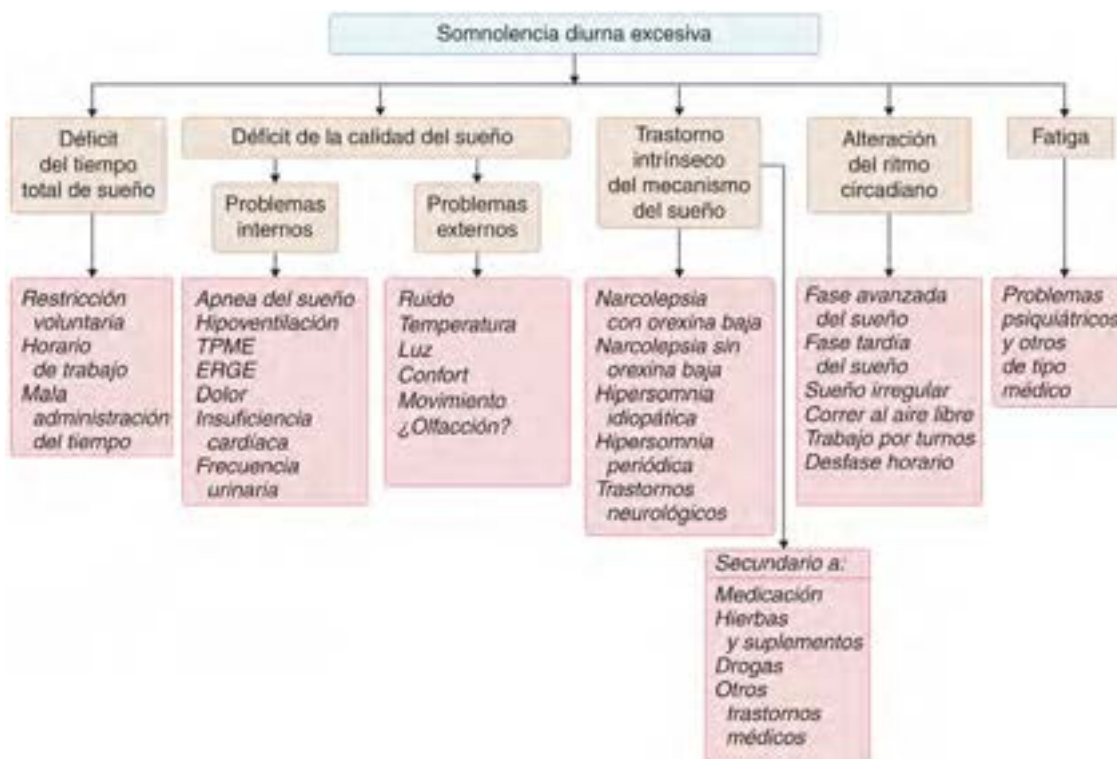 Somnolencia diurna excesiva
Déficit
del tiempo
total de sueño
Restricción
voluntaria
Horario
de trabajo
Mala
administración
del tiempo
Déficit de la calidad del sueño
Problemas
internos
Apnea del sueño
Hipoventilación
TPME
ERGE
Dolor
Insuficiencia
cardíaca
Frecuencia
urinaria
Problemas
externos
Ruido
Temperatura
Luz
Confort
Movimiento
¿Olfacción?
Trastorno
intrínseco
del mecanismo
del sueño
Narcolepsia
con orexina baja
Narcolepsia sin
orexina baja
Hipersomnia
idiopática
Hipersomnia
periódica
Trastornos
neurológicos
Secundario a:
Medicación
Hierbas
y suplementos
Drogas
Otros
trastornos
médicos
Alteración
del ritmo
circadiano
Fase avanzada
del sueño
Fase tardía
del sueño
Sueño irregular
Correr al aire libre
Trabajo por turnos
Desfase horario
Fatiga
Problemas
psiquiátricos
y otros
de tipo
médico